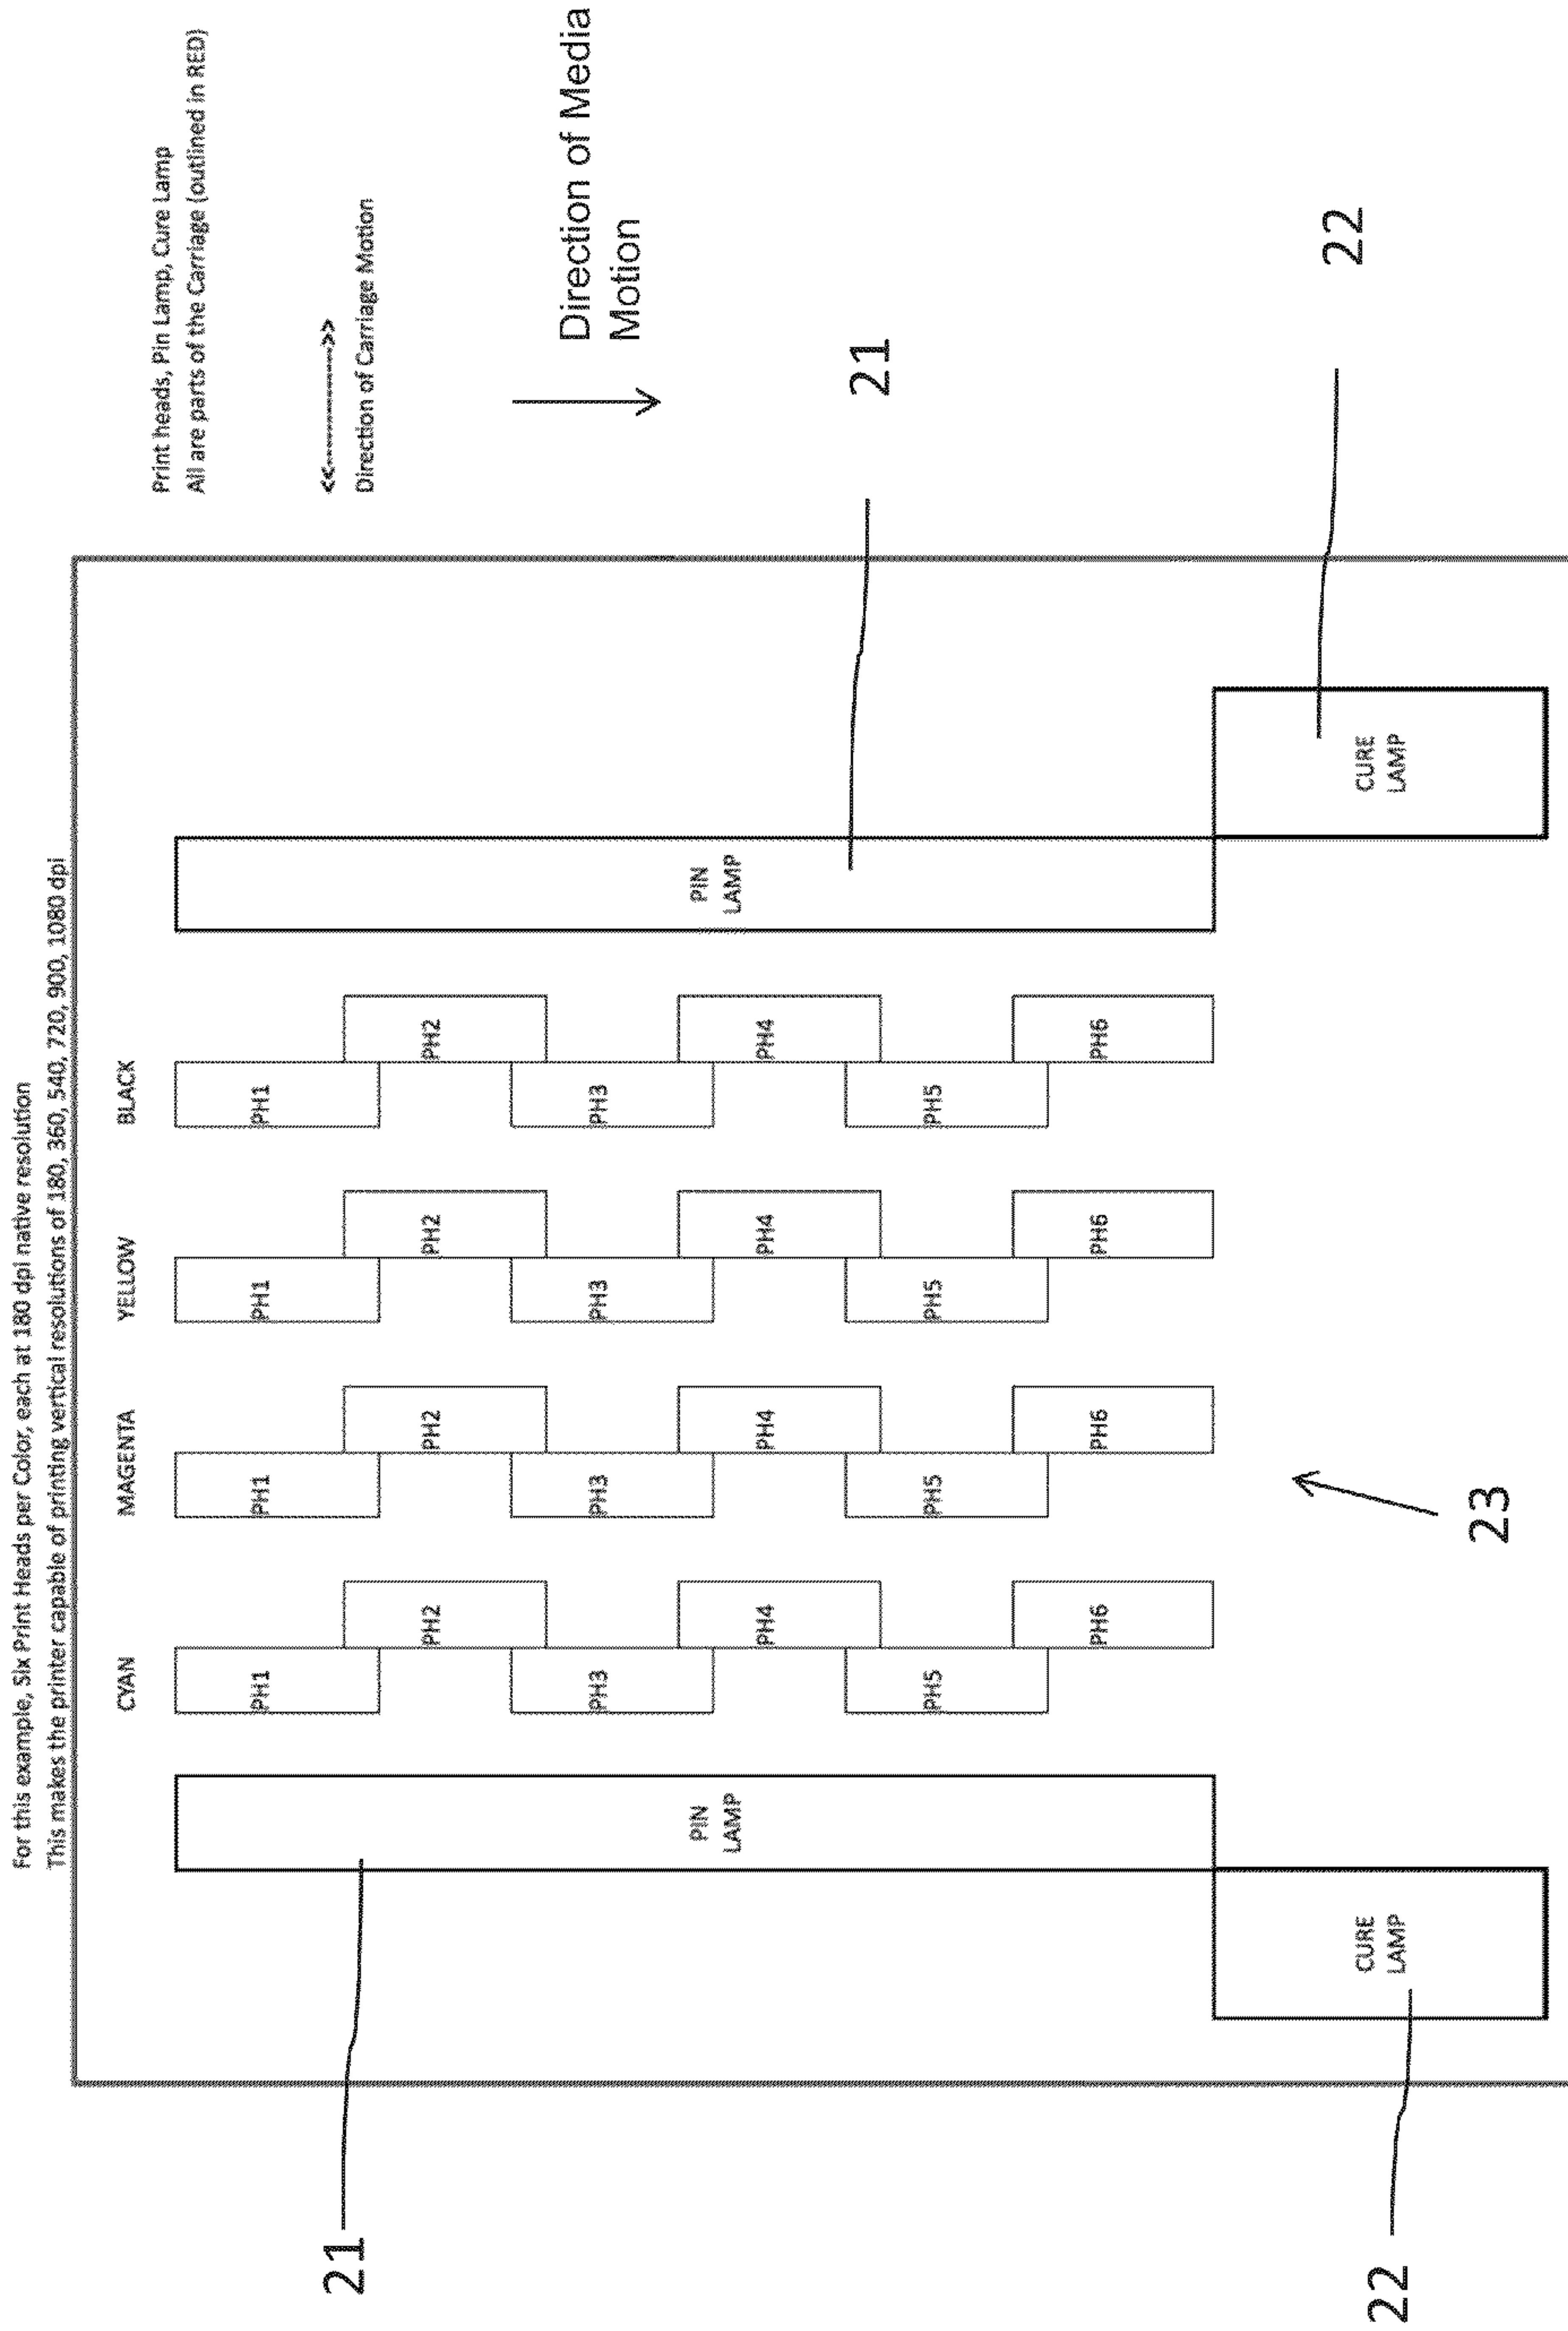 For this example, Six Print Heads per Color, each at 180 dpi native resolution
This makes the printer capable of printing vertical resolutions of 180, 360, 540, 720, 900, 1080 dpi
CYAN MAGENTA YELLOW BLACK
Print heads, Pin Lamp, Cure Lamp
All are parts of the Carriage (outlined in RED)
PH1 PH1 PH1 PH1
<<------------->>
Direction of Carriage Motion
21
PH2 PH2 PH2 PH2
Direction of Media
Motion
PH3 PH3 PH3 PH3
PIN
LAMP
PIN
LAMP
PH4 PH4 PH4 PH4
21
PH5 PH5 PH5 PH5
PH6 PH6 PH6 PH6
22
CURE
LAMP
CURE
LAMP
22
23